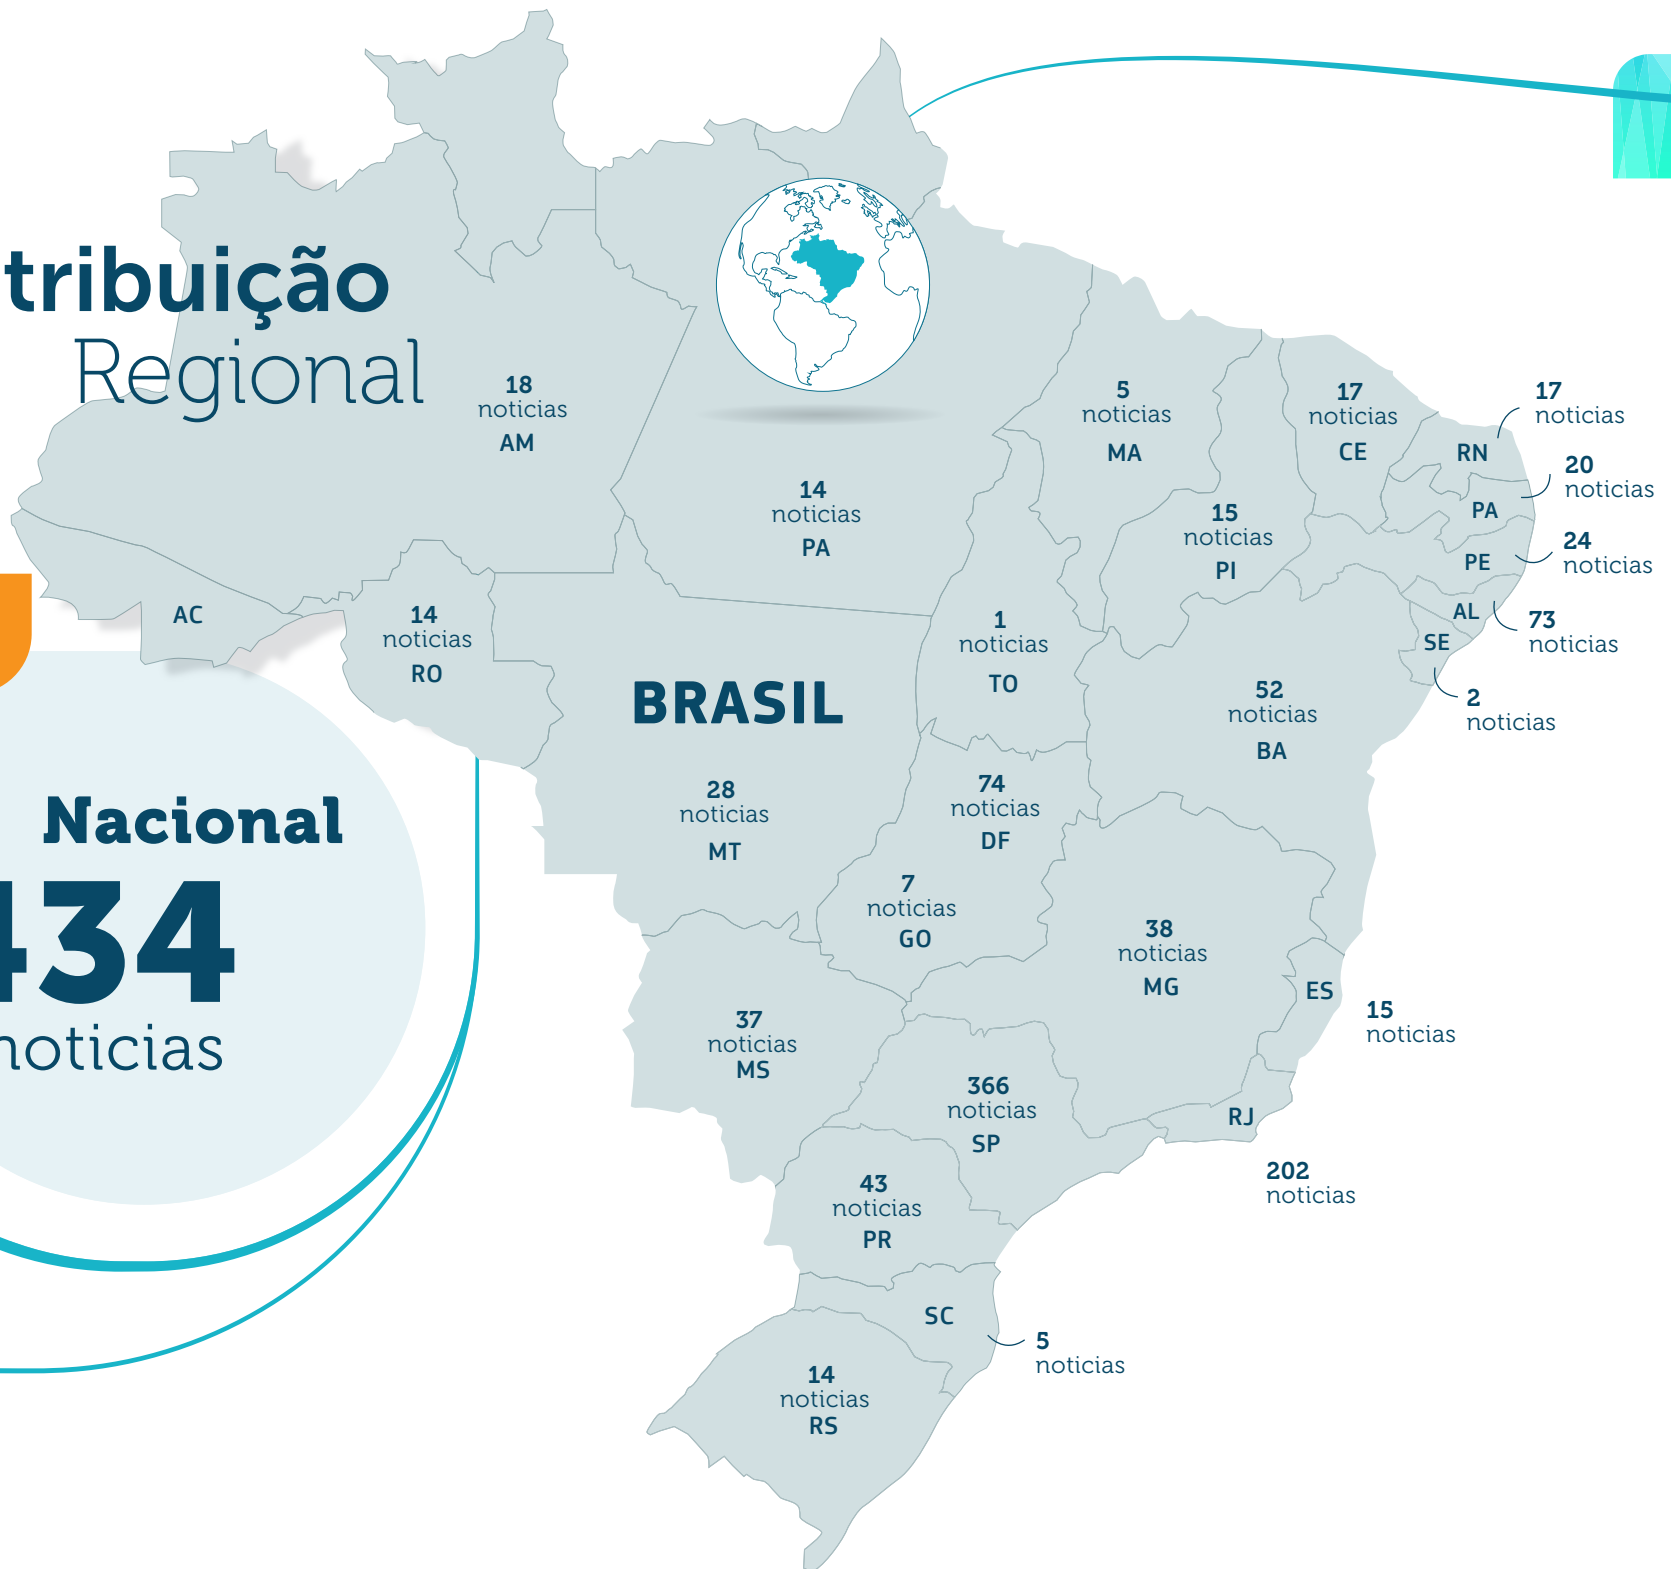 tribuição
Regional
18
noticias
AM
14
noticias
PA
5
noticias
MA
15
noticias
PI
17
noticias
CE
17
noticias
RN
20
noticias
PA
24
noticias
PE
73
noticias
AL
2
noticias
SE
AC
14
noticias
RO
BRASIL
1
noticias
TO
52
noticias
BA
28
noticias
MT
74
noticias
DF
7
noticias
GO
Nacional
434
noticias
38
noticias
MG
ES
15
noticias
37
noticias
MS
366
noticias
SP
RJ
202
noticias
43
noticias
PR
SC
5
noticias
14
noticias
RS